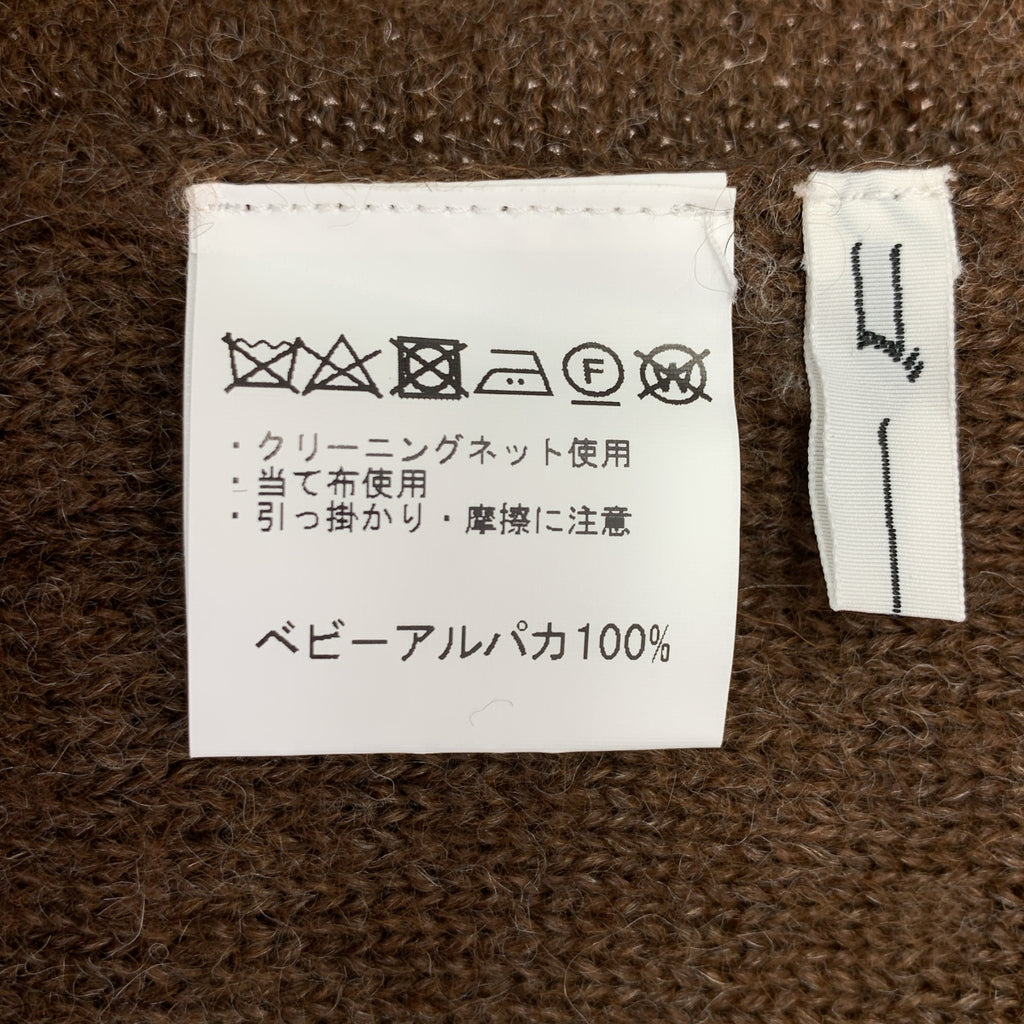 F W
・クリーニングネット使用
・当て布使用
・引っ掛かり・摩擦に注意
ベビーアルパカ100%